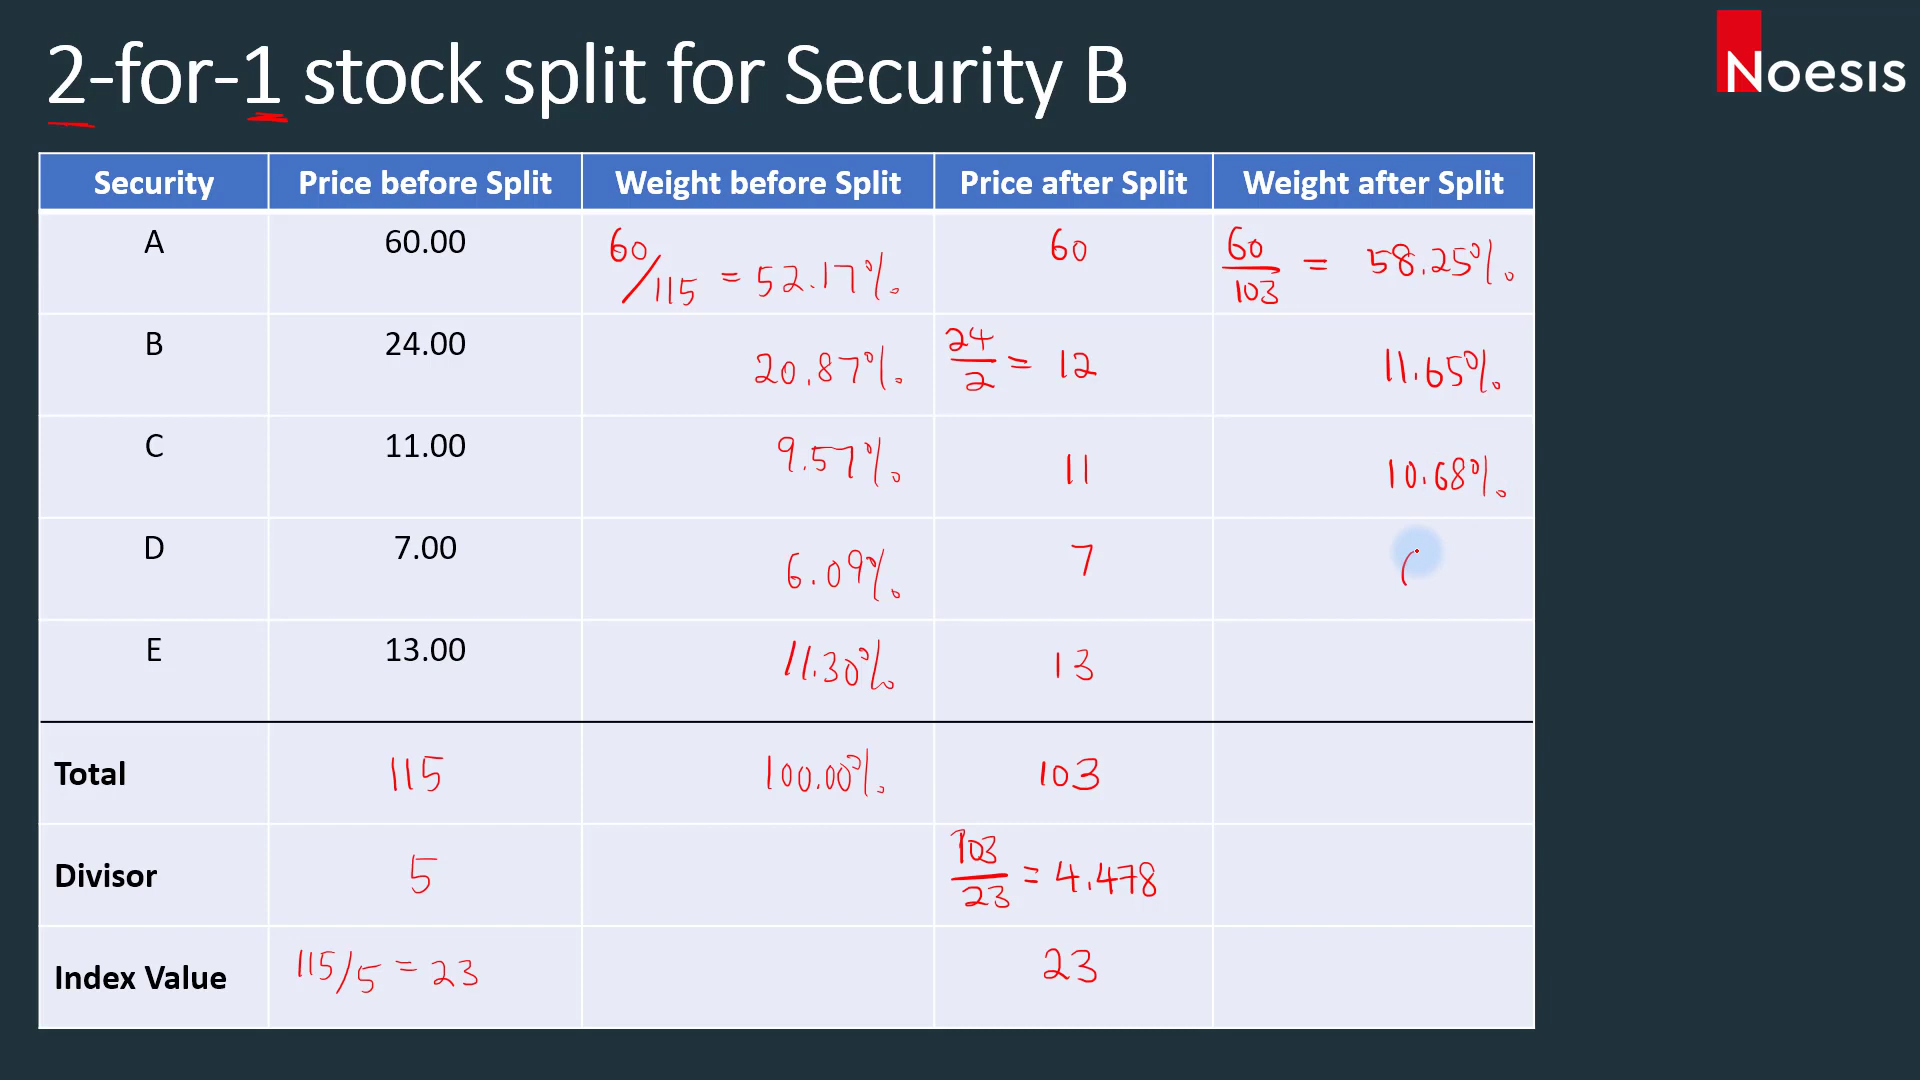 2-for-1 stock split for Security B
Noesis
Security Price before Split Weight before Split Price after Split Weight after Split
A 60.00 60/115 = 52.17% 60 60/103 = 58.25%
B 24.00 20.87% 24/2 = 12 11.65%
C 11.00 9.57% 11 10.68%
D 7.00 6.09% 7
E 13.00 11.30% 13
Total 115 100.00% 103
Divisor 5 103/23 = 4.478
Index Value 115/5 = 23 23